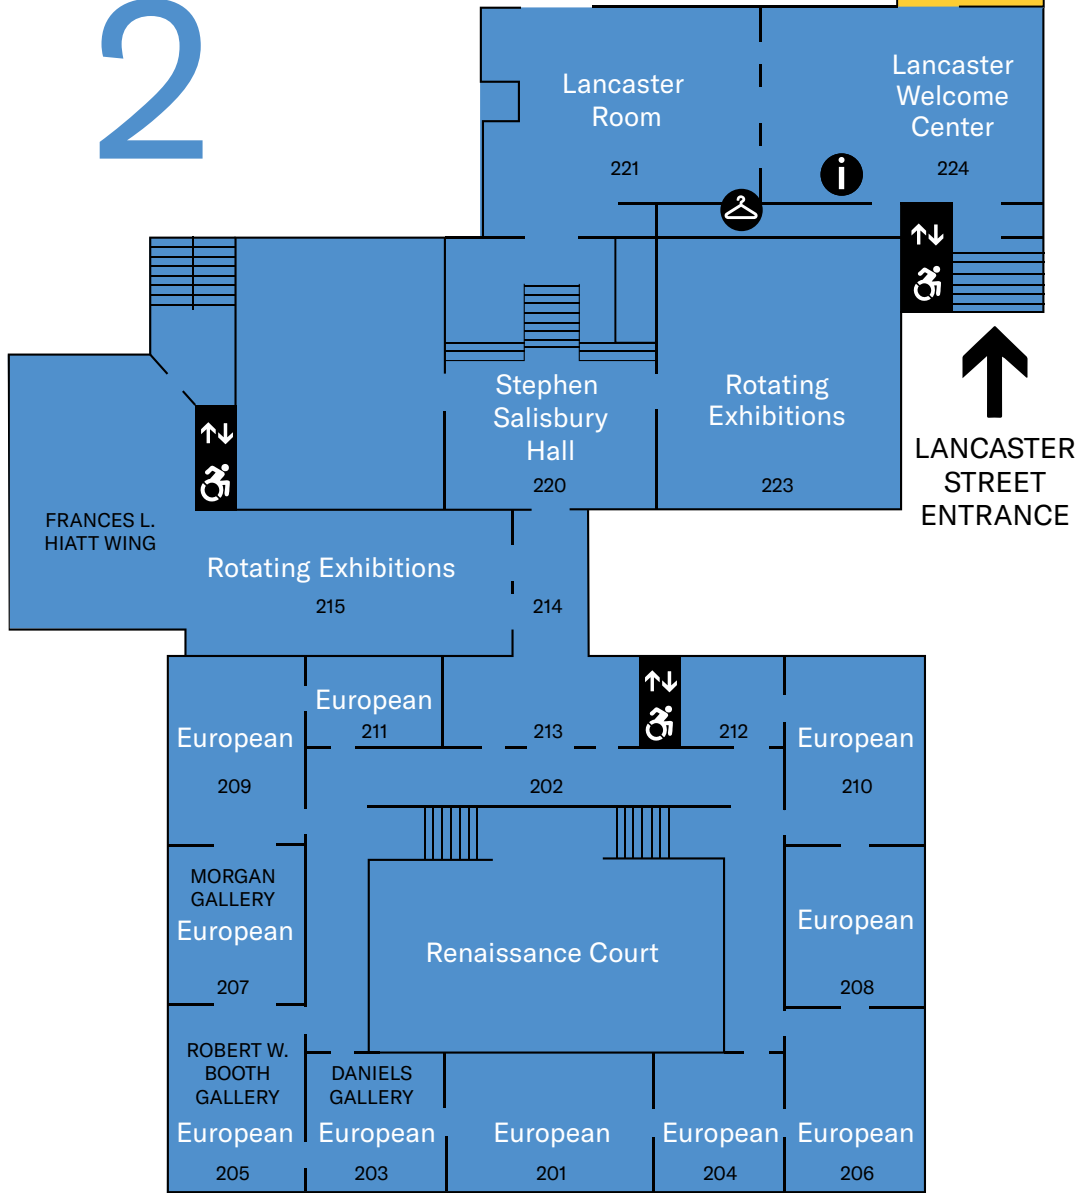 2
Lancaster
Room
221
Lancaster
Welcome
Center
224
i
Stephen
Salisbury
Hall
220
Rotating
Exhibitions
223
LANCASTER
STREET
ENTRANCE
FRANCES L.
HIATT WING
Rotating Exhibitions
215
214
European
209
European
211
213
212
European
210
202
MORGAN
GALLERY
European
207
Renaissance Court
European
208
ROBERT W.
BOOTH
GALLERY
European
205
DANIELS
GALLERY
European
203
European
201
European
204
European
206